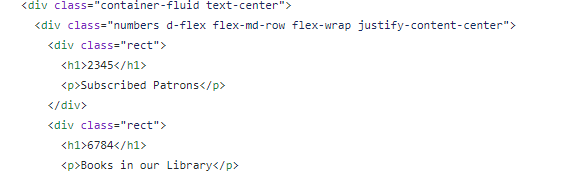 <div class="container-fluid text-center">
<div class="numbers d-flex flex-md-row flex-wrap justify-content-center">
<div class="rect">
<h1>2345</h1>
<p>Subscribed Patrons</p>
</div>
<div class="rect">
<h1>6784</h1>
<p>Books in our Library</p>